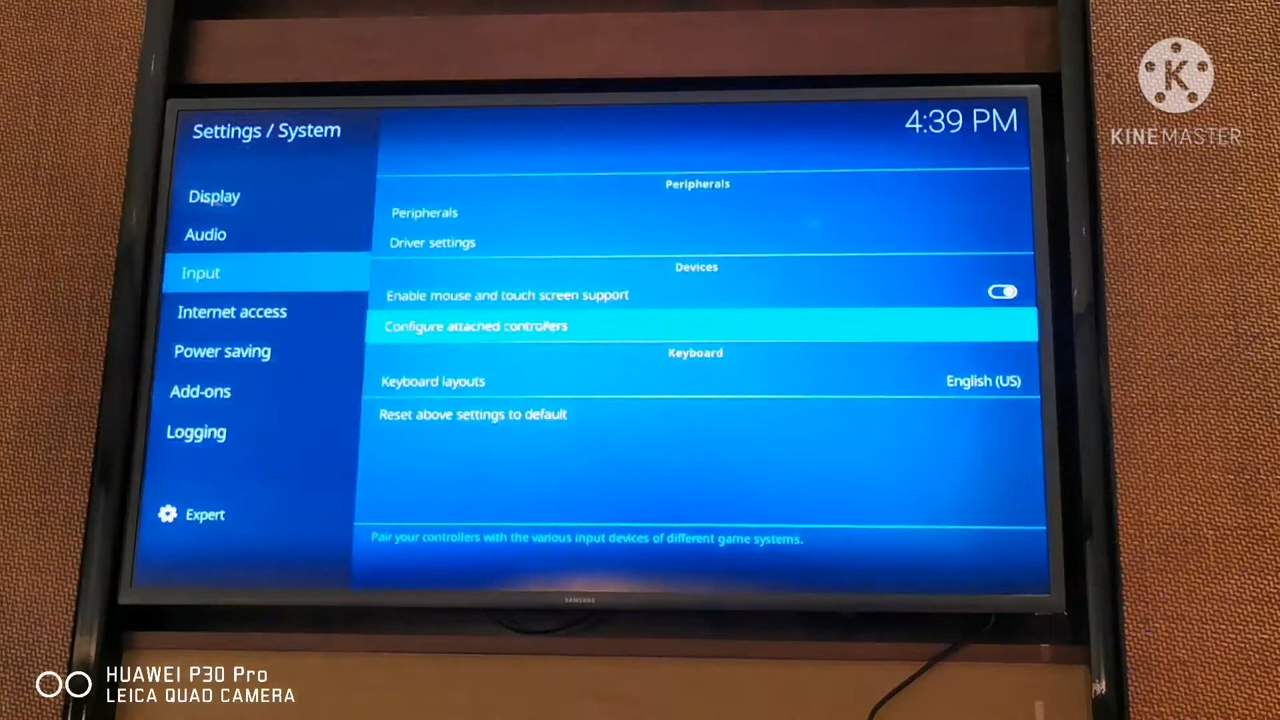 K
KINEMASTER
Settings / System
4:39 PM
Display
Audio
Input
Internet access
Power saving
Add-ons
Logging
Expert
Peripherals
Peripherals
Driver settings
Devices
Enable mouse and touch screen support
Configure attached controllers
Keyboard
Keyboard layouts English (US)
Reset above settings to default
Pair your controllers with the various input devices of different game systems.
SAMSUNG
HUAWEI P30 Pro
LEICA QUAD CAMERA